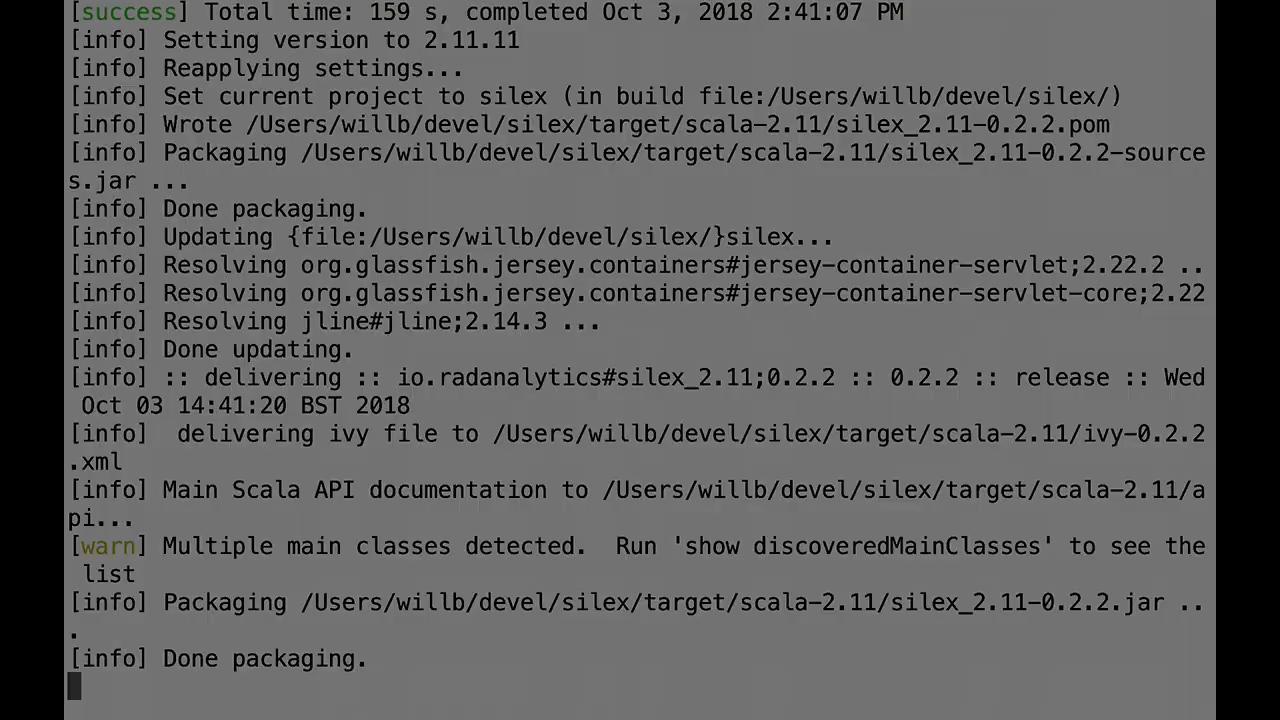 [success] Total time: 159 s, completed Oct 3, 2018 2:41:07 PM
[info] Setting version to 2.11.11
[info] Reapplying settings...
[info] Set current project to silex (in build file:/Users/willb/devel/silex/)
[info] Wrote /Users/willb/devel/silex/target/scala-2.11/silex_2.11-0.2.2.pom
[info] Packaging /Users/willb/devel/silex/target/scala-2.11/silex_2.11-0.2.2-source
s.jar ...
[info] Done packaging.
[info] Updating {file:/Users/willb/devel/silex/}silex...
[info] Resolving org.glassfish.jersey.containers#jersey-container-servlet;2.22.2 ..
[info] Resolving org.glassfish.jersey.containers#jersey-container-servlet-core;2.22
[info] Resolving jline#jline;2.14.3 ...
[info] Done updating.
[info] :: delivering :: io.radanalytics#silex_2.11;0.2.2 :: 0.2.2 :: release :: Wed
 Oct 03 14:41:20 BST 2018
[info]  delivering ivy file to /Users/willb/devel/silex/target/scala-2.11/ivy-0.2.2
.xml
[info] Main Scala API documentation to /Users/willb/devel/silex/target/scala-2.11/a
pi...
[warn] Multiple main classes detected.  Run 'show discoveredMainClasses' to see the
 list
[info] Packaging /Users/willb/devel/silex/target/scala-2.11/silex_2.11-0.2.2.jar ..
.
[info] Done packaging.